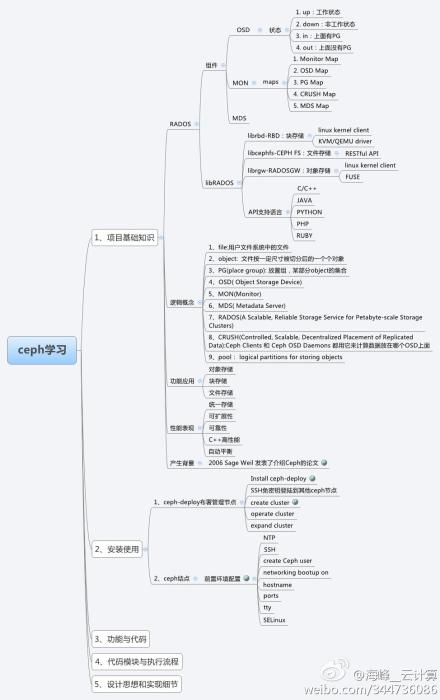 ceph学习
1、项目基础知识
RADOS
组件
OSD
状态
1. up：工作状态
2. down：非工作状态
3. in：上面有PG
4. out：上面没有PG
MON
maps
1. Monitor Map
2. OSD Map
3. PG Map
4. CRUSH Map
5. MDS Map
MDS
libRADOS
librbd-RBD：块存储
linux kernel client
KVM/QEMU driver
libcephfs-CEPH FS：文件存储
RESTful API
librgw-RADOSGW：对象存储
linux kernel client
FUSE
API支持语言
C/C++
JAVA
PYTHON
PHP
RUBY
逻辑概念
1、file:用户文件系统中的文件
2、object: 文件按一定尺寸被切分后的一个个对象
3、PG(place group): 放置组，某部分object的集合
4、OSD( Object Storage Device)
5、MON(Monitor)
6、MDS( Metadata Server)
7、RADOS(A Scalable, Reliable Storage Service for Petabyte-scale Storage
Clusters)
8、CRUSH(Controlled, Scalable, Decentralized Placement of Replicated
Data):Ceph Clients 和 Ceph OSD Daemons 都用它来计算数据放在哪个OSD上面
9、pool： logical partitions for storing objects
功能应用
对象存储
块存储
文件存储
性能表现
统一存储
可扩展性
可靠性
C++高性能
自动平衡
产生背景
2006 Sage Weil 发表了介绍Ceph的论文
2、安装使用
1、ceph-deploy布署管理节点
Install ceph-deploy
SSH免密钥登陆到其他ceph节点
create cluster
operate cluster
expand cluster
2、ceph结点
前置环境配置
NTP
SSH
create Ceph user
networking bootup on
hostname
ports
tty
SELinux
3、功能与代码
4、代码模块与执行流程
5、设计思想和实现细节
@海峰__云计算
weibo.com/344736086